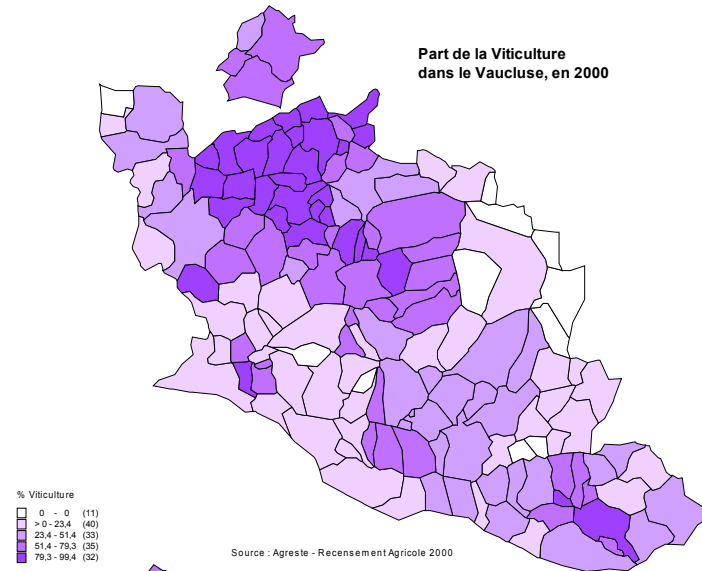 Part de la Viticulture
dans le Vaucluse, en 2000
% Viticulture
0 - 0 (11)
> 0 - 23,4 (40)
23,4 - 51,4 (33)
51,4 - 79,3 (35)
79,3 - 99,4 (32)
Source : Agreste - Recensement Agricole 2000